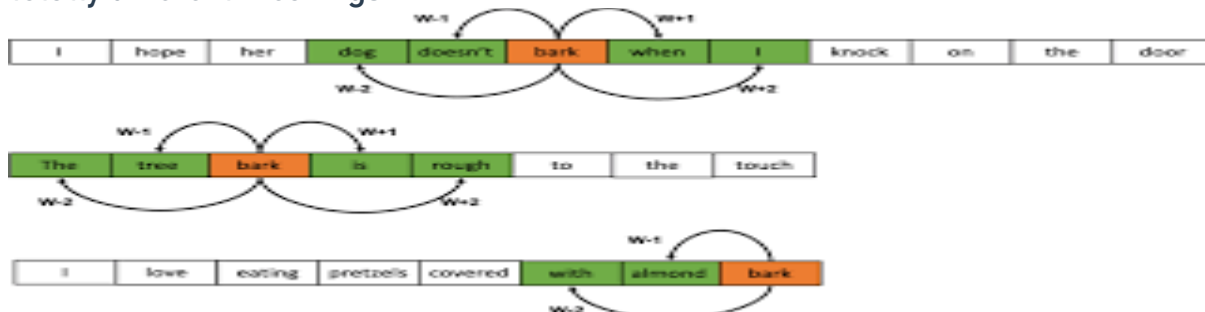 W-1 W+1
I hope her dog doesn't bark when I knock on the door
W-2 W+2
W-1 W+1
The tree bark is rough to the touch
W-2 W+2
W-1
I love eating pretzels covered with almond bark
W-2